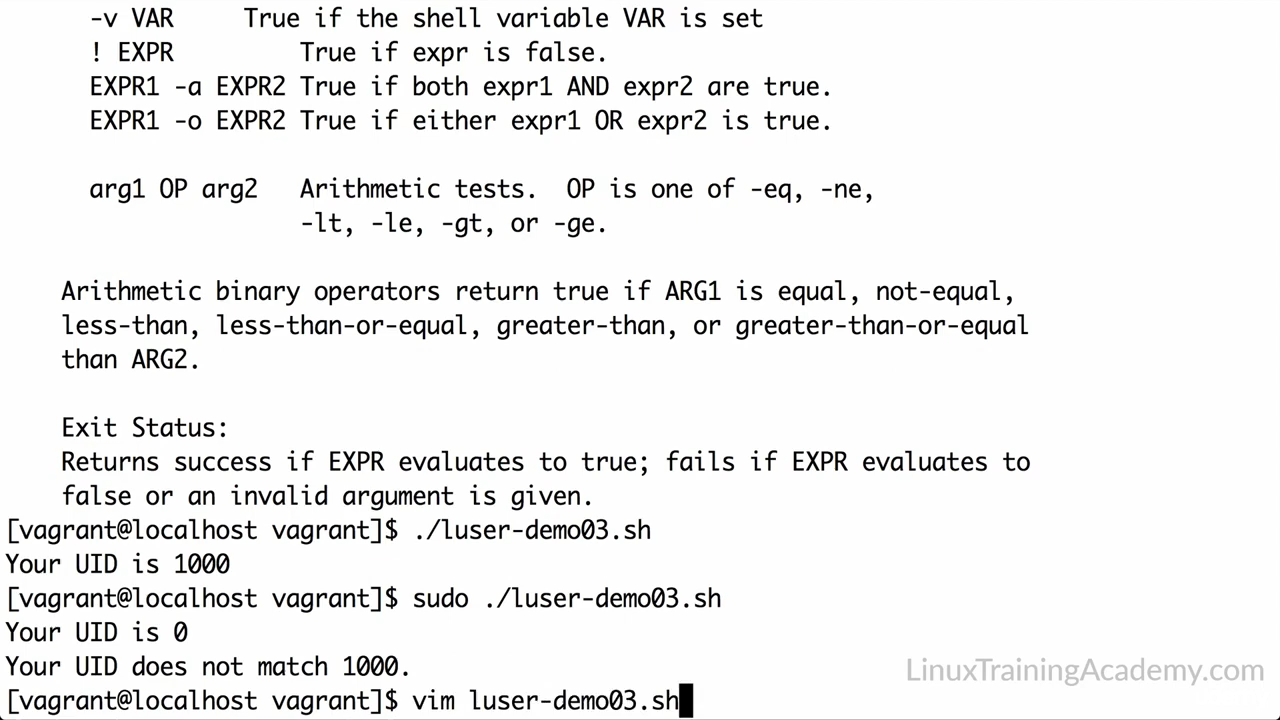 -v VAR     True if the shell variable VAR is set
! EXPR         True if expr is false.
EXPR1 -a EXPR2 True if both expr1 AND expr2 are true.
EXPR1 -o EXPR2 True if either expr1 OR expr2 is true.
arg1 OP arg2   Arithmetic tests.  OP is one of -eq, -ne,
-lt, -le, -gt, or -ge.
Arithmetic binary operators return true if ARG1 is equal, not-equal,
less-than, less-than-or-equal, greater-than, or greater-than-or-equal
than ARG2.
Exit Status:
Returns success if EXPR evaluates to true; fails if EXPR evaluates to
false or an invalid argument is given.
[vagrant@localhost vagrant]$ ./luser-demo03.sh
Your UID is 1000
[vagrant@localhost vagrant]$ sudo ./luser-demo03.sh
Your UID is 0
Your UID does not match 1000.
LinuxTrainingAcademy.com
[vagrant@localhost vagrant]$ vim luser-demo03.sh